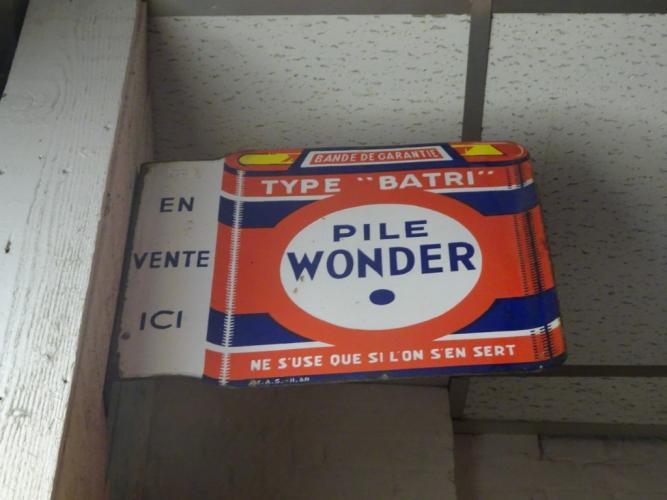 EN
VENTE
ICI
BANDE DE GARANTIE
TYPE "BATRI"
PILE
WONDER
NE S'USE QUE SI L'ON S'EN SERT